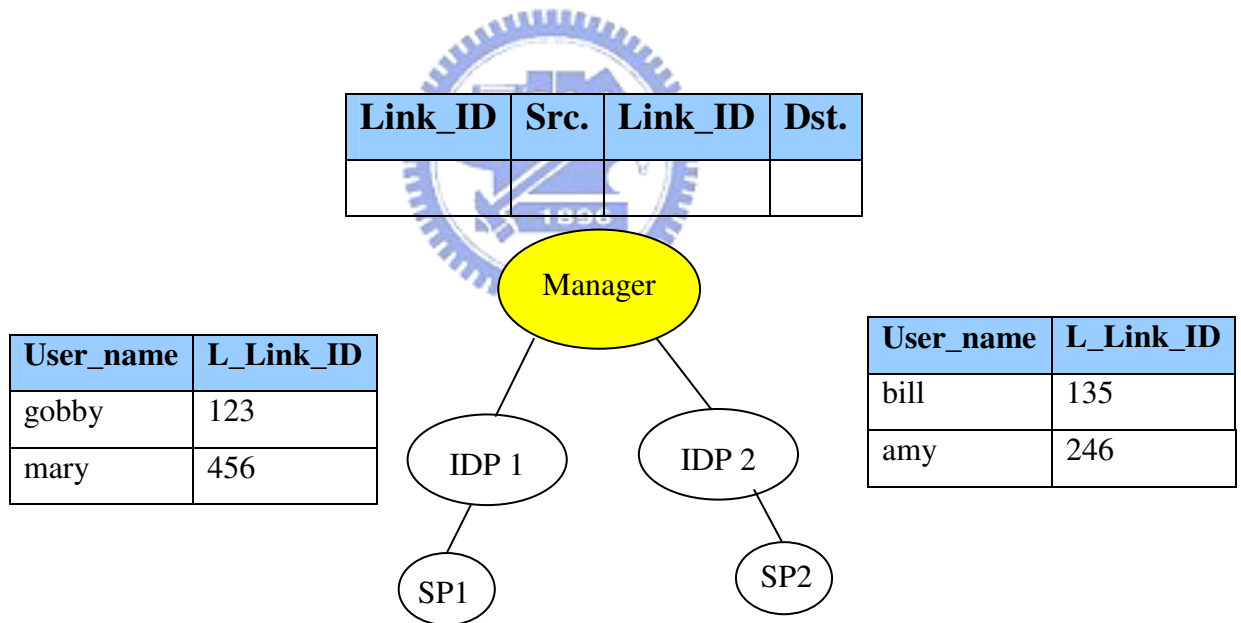 Link_ID Src. Link_ID Dst.
1896
Manager
User_name L_Link_ID
gobby 123
mary 456
User_name L_Link_ID
bill 135
amy 246
IDP 1
IDP 2
SP1
SP2